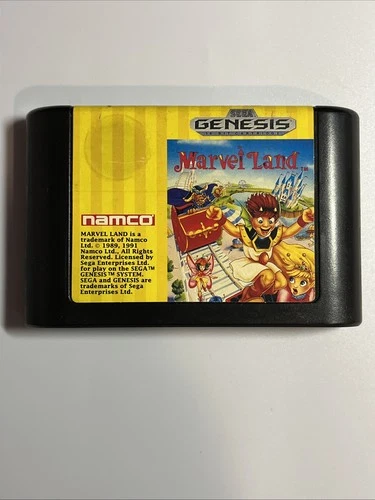 SEGA
GENESIS
Marvel Land
namco
MARVEL LAND is a
trademark of Namco
Ltd. © 1989, 1991
Namco Ltd., All Rights
Reserved. Licensed by
Sega Enterprises Ltd.
for play on the SEGA™
GENESIS™ SYSTEM.
SEGA and GENESIS are
trademarks of Sega
Enterprises Ltd.